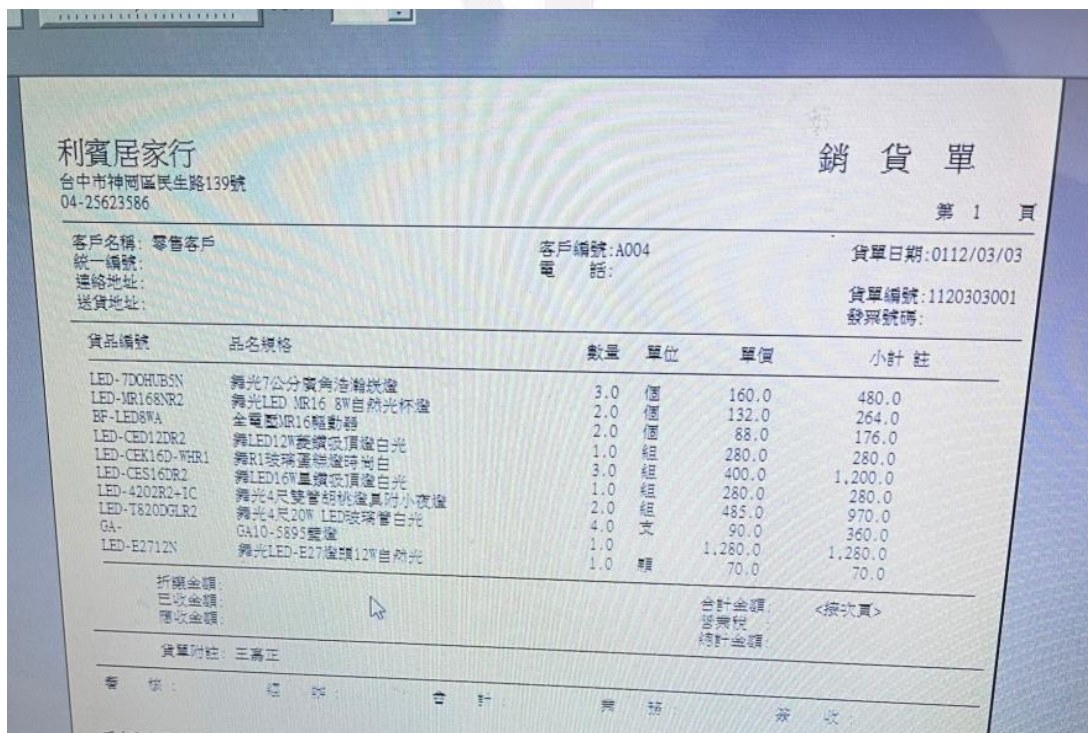 利賓居家行
銷 貨 單
台中市神岡區民生路139號
04-25623586
第 1 頁
客戶名稱: 零售客戶 客戶編號:A004 貨單日期:0112/03/03
統一編號: 電 話:
連絡地址: 貨單編號:1120303001
送貨地址: 發票號碼:
貨品編號 品名規格 數量 單位 單價 小計 註
LED-7DOHUB5N 舞光7公分廣角浩瀚崁燈 3.0 個 160.0 480.0
LED-MR168NR2 舞光LED MR16 8W自然光杯燈 2.0 個 132.0 264.0
BF-LED8WA 全電壓MR16驅動器 2.0 個 88.0 176.0
LED-CED12DR2 舞LED12W菱鑽吸頂燈白光 1.0 組 280.0 280.0
LED-CEK16D-WHR1 舞R1玻璃蛋糕燈時尚白 3.0 組 400.0 1,200.0
LED-CES16DR2 舞LED16W星鑽吸頂燈白光 1.0 組 280.0 280.0
LED-4202R2+IC 舞光4尺雙管胡桃燈具附小夜燈 2.0 組 485.0 970.0
LED-T820DGLR2 舞光4尺20W LED玻璃管白光 4.0 支 90.0 360.0
GA- GA10-5895壁燈 1.0 1,280.0 1,280.0
LED-E2712N 舞光LED-E27燈頭12W自然光 1.0 顆 70.0 70.0
折讓金額: 合計金額: <接次頁>
已收金額: 營業稅 :
應收金額: 總計金額:
貨單附註: 王嘉正
審 核: 經 辦: 會 計: 業 務: 簽 收: